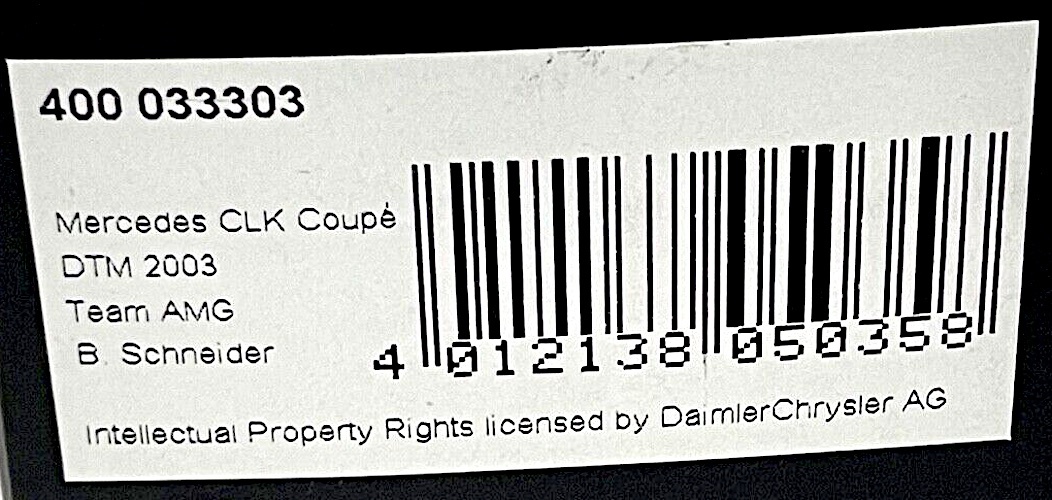 400 033303
Mercedes CLK Coupé
DTM 2003
Team AMG
B. Schneider
4 012138 050358
Intellectual Property Rights licensed by DaimlerChrysler AG